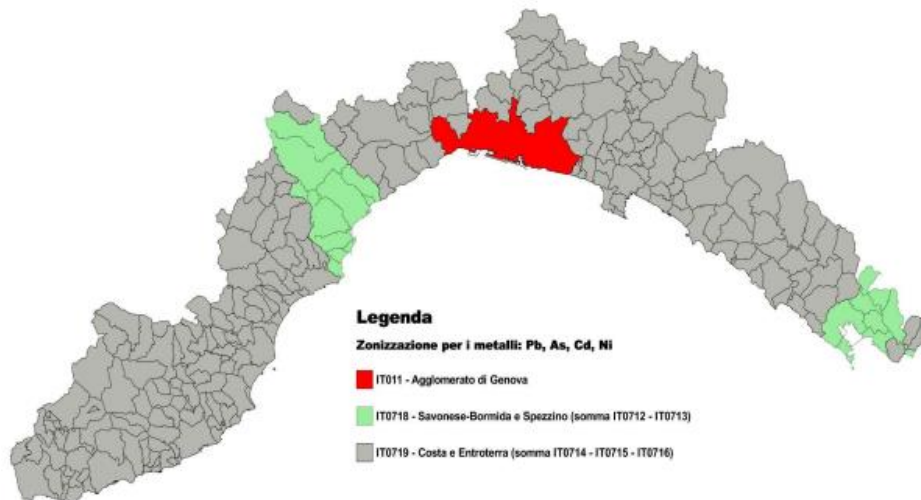 Legenda
Zonizzazione per i metalli: Pb, As, Cd, Ni
IT011 - Agglomerato di Genova
IT0718 - Savonese-Bormida e Spezzino (somma IT0712 - IT0713)
IT0719 - Costa e Entroterra (somma IT0714 - IT0715 - IT0716)